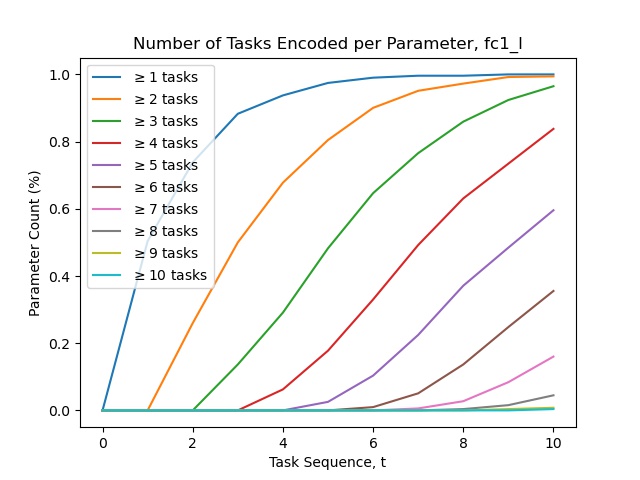 Number of Tasks Encoded per Parameter, fc1_l
Parameter Count (%)
1.0
0.8
0.6
0.4
0.2
0.0
≥ 1 tasks
≥ 2 tasks
≥ 3 tasks
≥ 4 tasks
≥ 5 tasks
≥ 6 tasks
≥ 7 tasks
≥ 8 tasks
≥ 9 tasks
≥ 10 tasks
0 2 4 6 8 10
Task Sequence, t